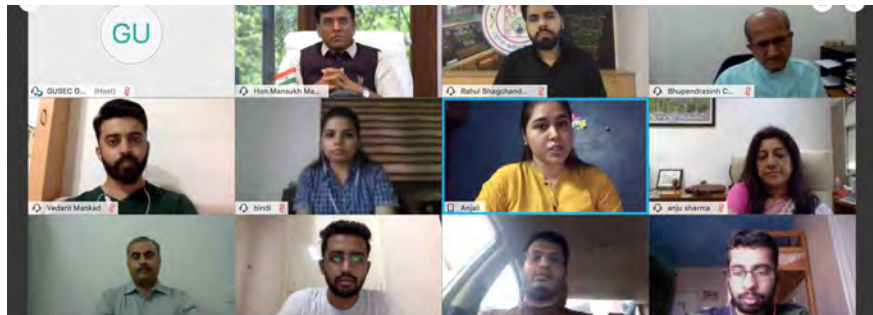 GU
GUSEC G... (Host)
Hon.Mansukh Ma...
Rahul Bhagchand...
Bhupendrasinh C...
Vedant Mankad
bindi
Anjali
anju sharma